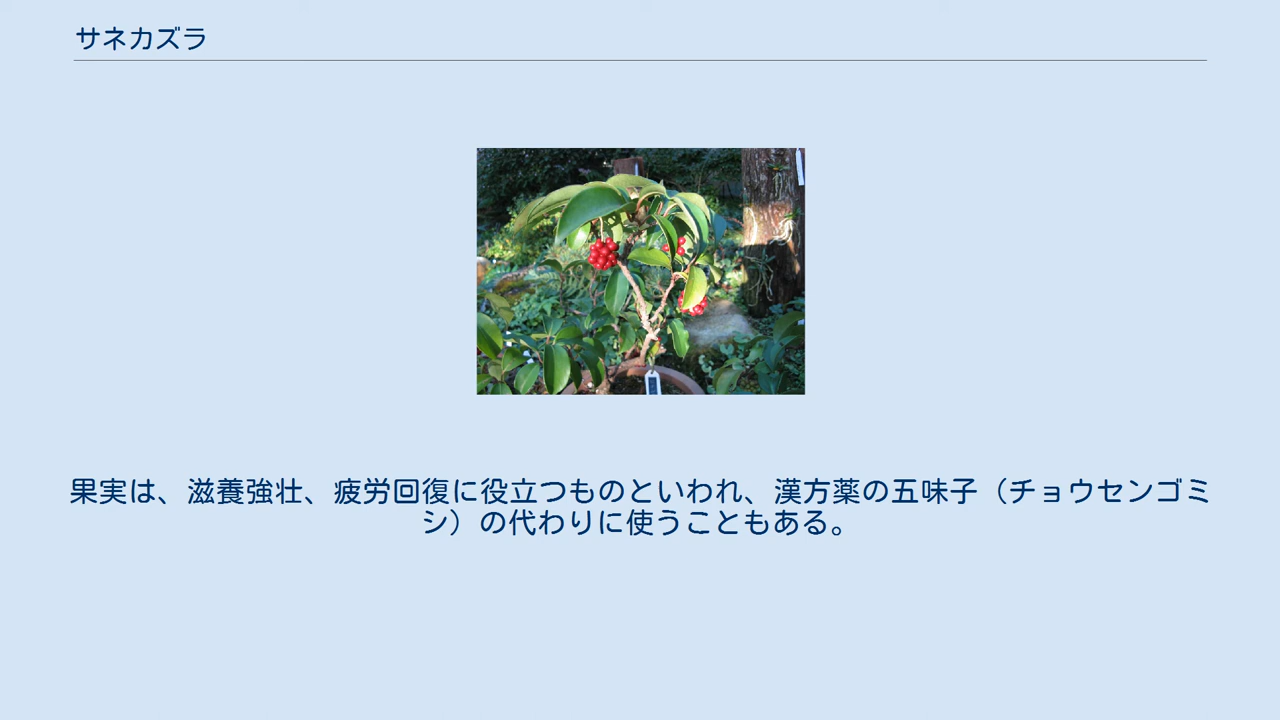 サネカズラ
果実は、滋養強壮、疲労回復に役立つものといわれ、漢方薬の五味子（チョウセンゴミ
シ）の代わりに使うこともある。